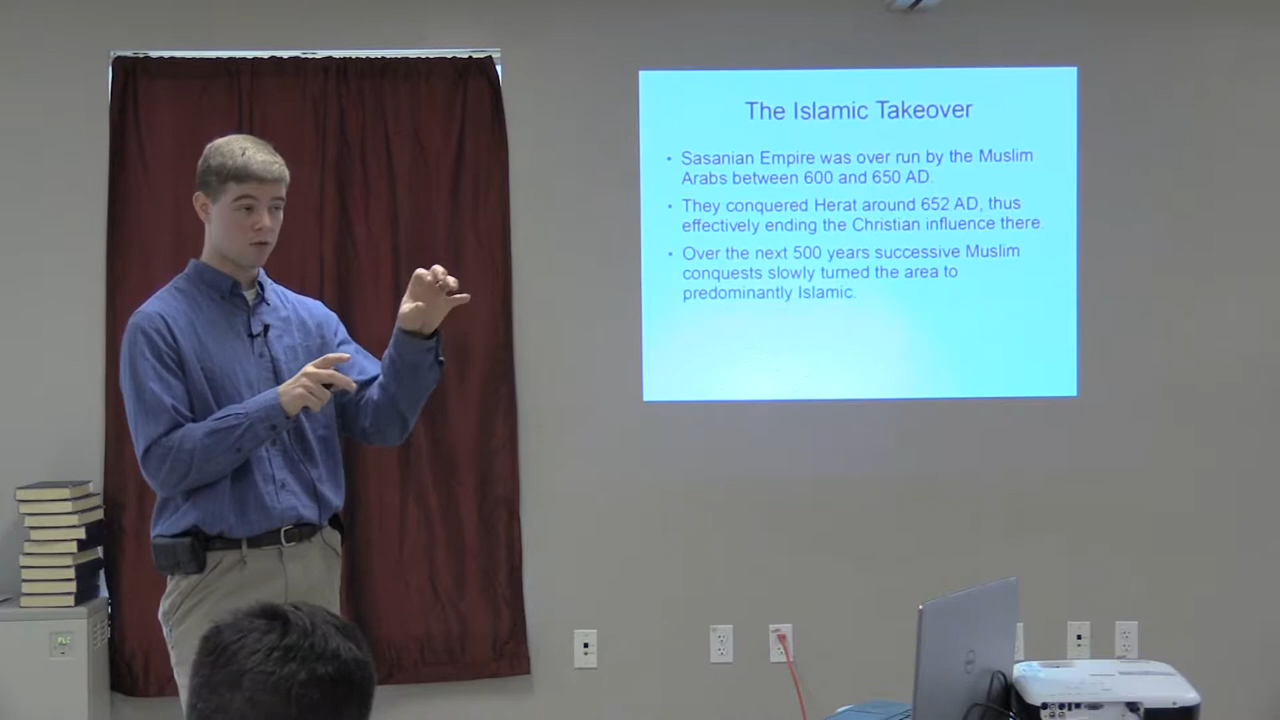 The Islamic Takeover
• Sasanian Empire was over run by the Muslim
Arabs between 600 and 650 AD.
• They conquered Herat around 652 AD, thus
effectively ending the Christian influence there.
• Over the next 500 years successive Muslim
conquests slowly turned the area to
predominantly Islamic.